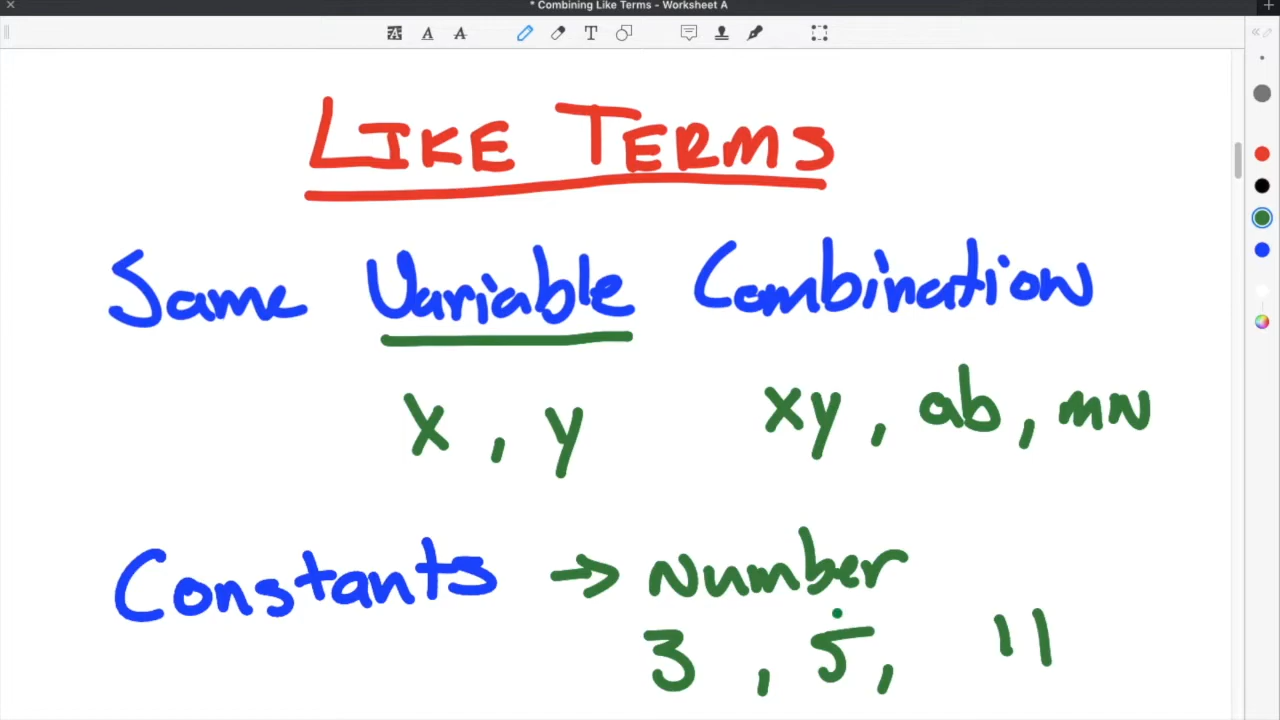 * Combining Like Terms - Worksheet A
LIKE TERMS
Same Variable Combination
x , y xy , ab , mn
Constants → Number
3 , 5 , 11